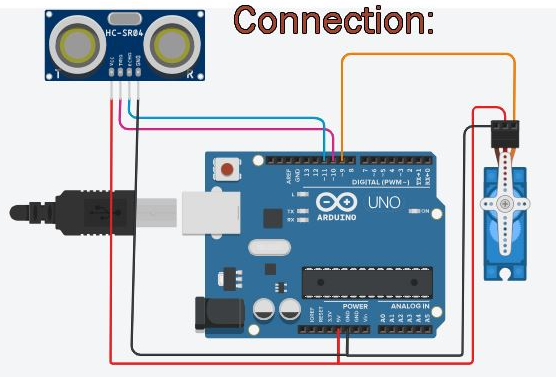 Connection:
HC-SR04
T
R
Vcc
TRIG
ECHO
GND
AREF
GND
13
12
~11
~10
~9
8
7
~6
~5
4
~3
2
TX→1
RX←0
DIGITAL (PWM~)
L
TX
RX
UNO
ARDUINO
ON
POWER
ANALOG IN
IOREF
RESET
3.3V
5V
GND
GND
Vin
A0
A1
A2
A3
A4
A5